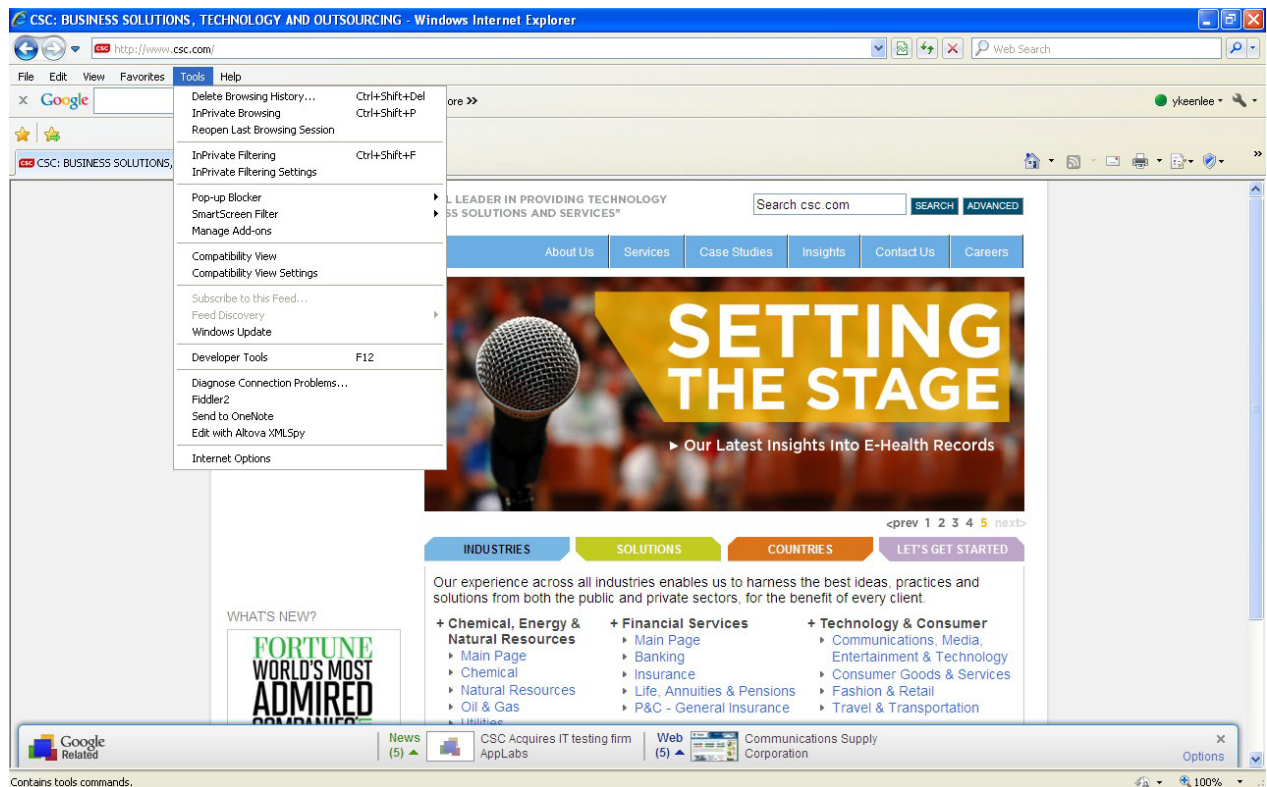 CSC: BUSINESS SOLUTIONS, TECHNOLOGY AND OUTSOURCING - Windows Internet Explorer
CSC http://www.csc.com/
Web Search
File Edit View Favorites Tools Help
x Google
ore »
ykeenlee
CSC CSC: BUSINESS SOLUTIONS,
Delete Browsing History... Ctrl+Shift+Del
InPrivate Browsing Ctrl+Shift+P
Reopen Last Browsing Session
InPrivate Filtering Ctrl+Shift+F
InPrivate Filtering Settings
Pop-up Blocker
SmartScreen Filter
Manage Add-ons
Compatibility View
Compatibility View Settings
Subscribe to this Feed...
Feed Discovery
Windows Update
Developer Tools F12
Diagnose Connection Problems...
Fiddler2
Send to OneNote
Edit with Altova XMLSpy
Internet Options
L LEADER IN PROVIDING TECHNOLOGY
SS SOLUTIONS AND SERVICES"
Search csc.com SEARCH ADVANCED
About Us Services Case Studies Insights Contact Us Careers
SETTING
THE STAGE
Our Latest Insights Into E-Health Records
<prev 1 2 3 4 5 next>
INDUSTRIES SOLUTIONS COUNTRIES LET'S GET STARTED
Our experience across all industries enables us to harness the best ideas, practices and
solutions from both the public and private sectors, for the benefit of every client.
WHAT'S NEW?
FORTUNE
WORLD'S MOST
ADMIRED
COMPANIES
+ Chemical, Energy &
Natural Resources
Main Page
Chemical
Natural Resources
Oil & Gas
Utilities
+ Financial Services
Main Page
Banking
Insurance
Life, Annuities & Pensions
P&C - General Insurance
+ Technology & Consumer
Communications, Media,
Entertainment & Technology
Consumer Goods & Services
Fashion & Retail
Travel & Transportation
Google
Related
News
(5)
CSC Acquires IT testing firm
AppLabs
Web
(5)
Communications Supply
Corporation
x
Options
Contains tools commands.
100%